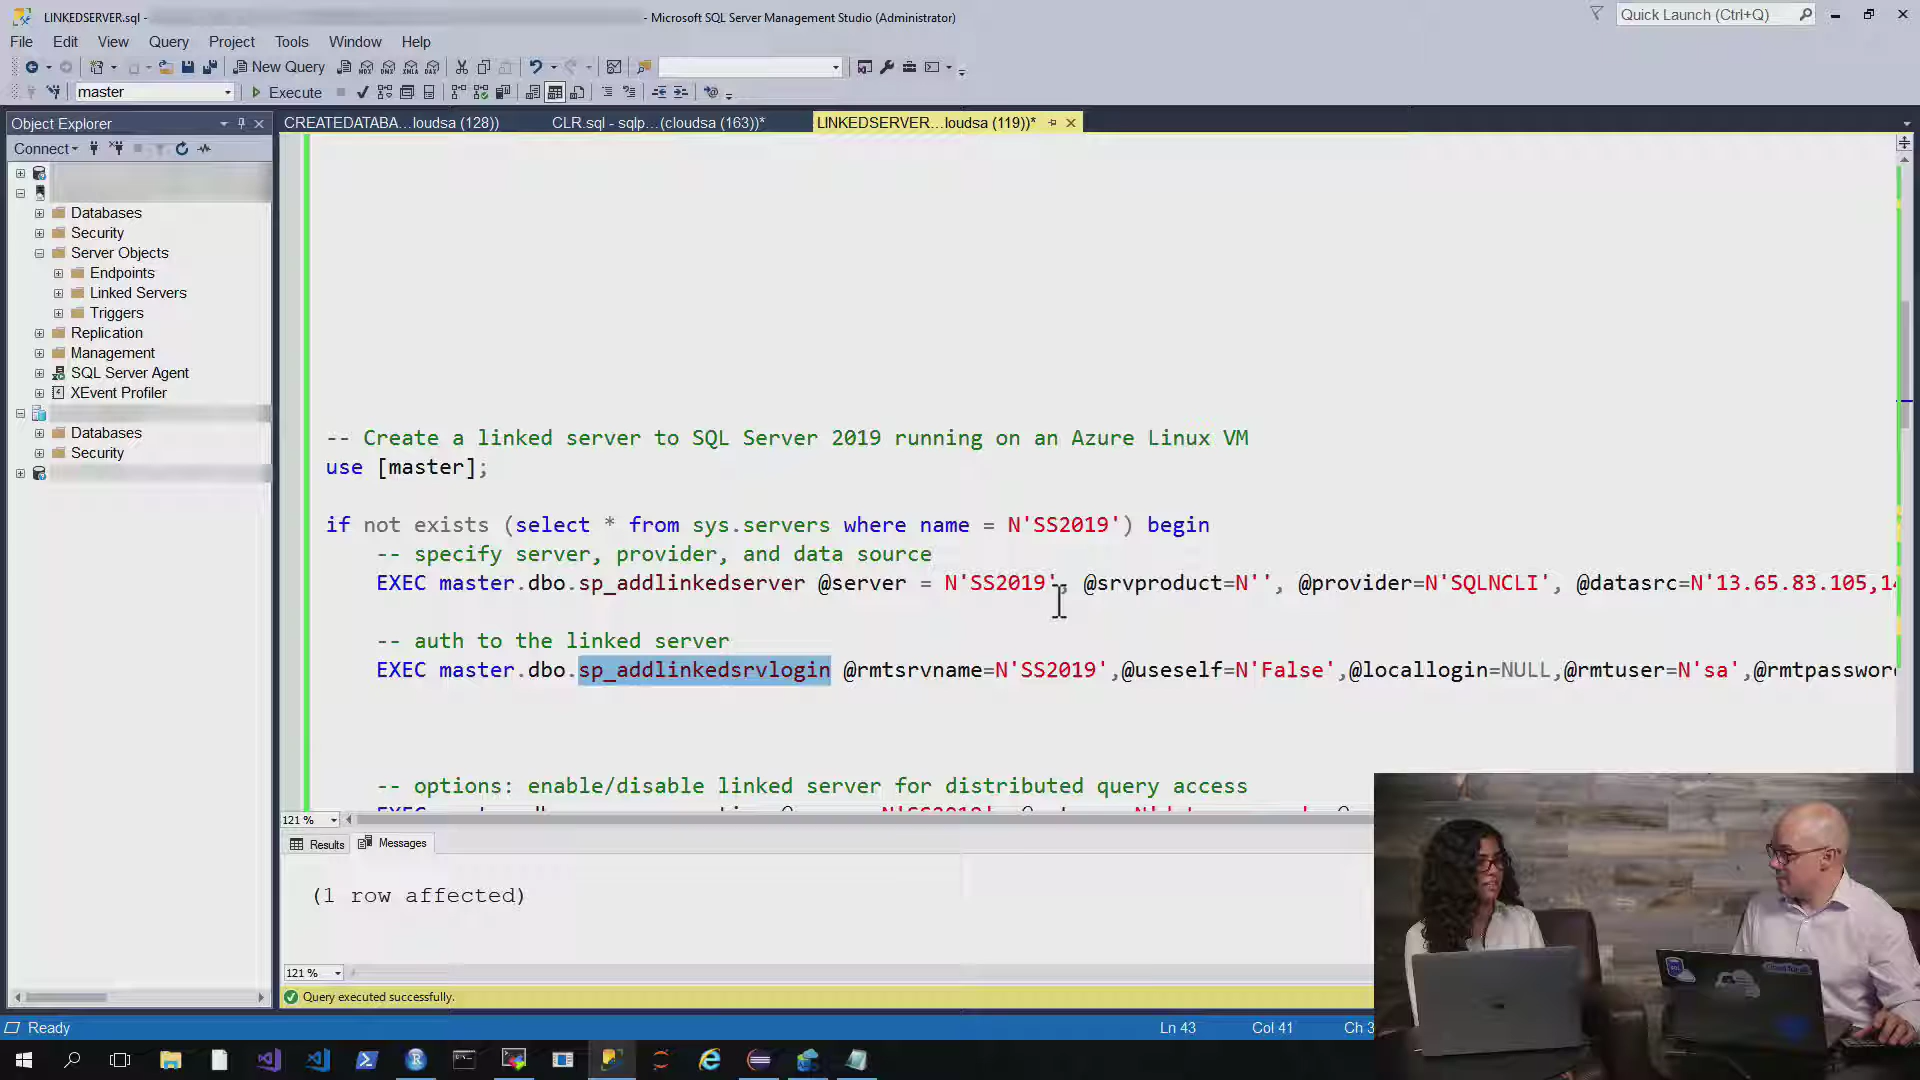 LINKEDSERVER.sql -
- Microsoft SQL Server Management Studio (Administrator)
Quick Launch (Ctrl+Q)
File Edit View Query Project Tools Window Help
New Query
master
Execute
Object Explorer
CREATEDATABA...loudsa (128))
CLR.sql - sqlp...(cloudsa (163))*
LINKEDSERVER...loudsa (119))*
Connect
Databases
Security
Server Objects
Endpoints
Linked Servers
Triggers
Replication
Management
SQL Server Agent
XEvent Profiler
Databases
Security
-- Create a linked server to SQL Server 2019 running on an Azure Linux VM
use [master];
if not exists (select * from sys.servers where name = N'SS2019') begin
-- specify server, provider, and data source
EXEC master.dbo.sp_addlinkedserver @server = N'SS2019', @srvproduct=N'', @provider=N'SQLNCLI', @datasrc=N'13.65.83.105,14
-- auth to the linked server
EXEC master.dbo.sp_addlinkedsrvlogin @rmtsrvname=N'SS2019',@useself=N'False',@locallogin=NULL,@rmtuser=N'sa',@rmtpassword
-- options: enable/disable linked server for distributed query access
121 %
Results
Messages
(1 row affected)
121 %
Query executed successfully.
Ready
Ln 43
Col 41
Ch 3